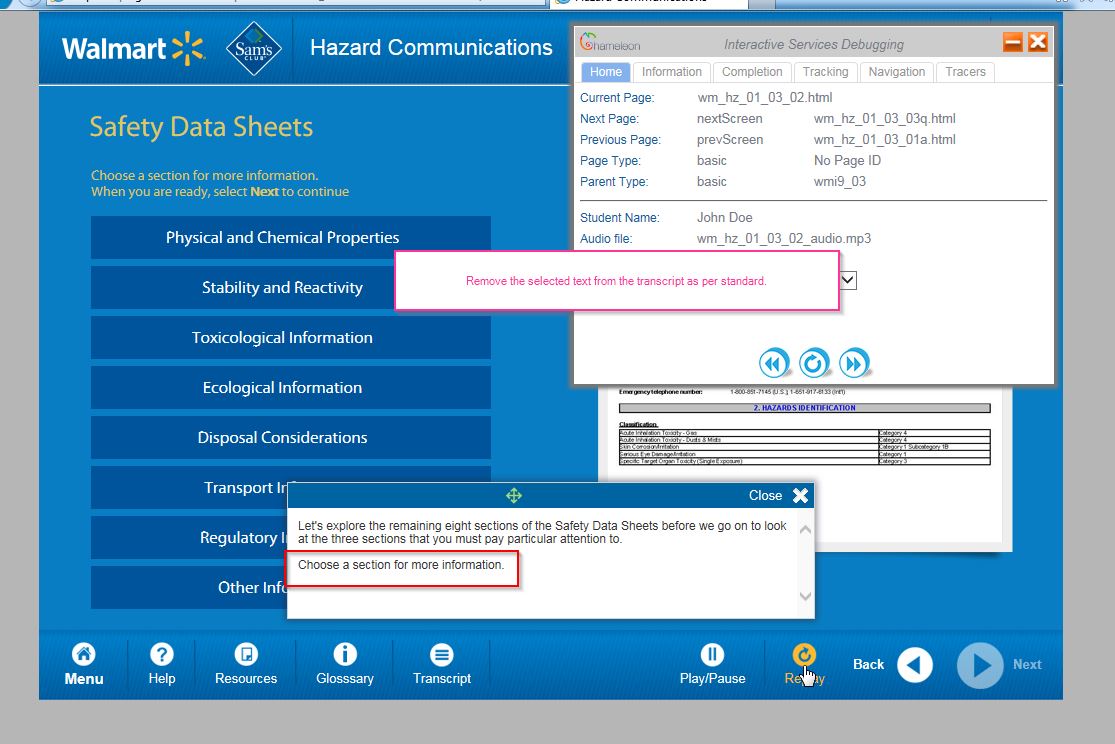 Walmart
Sam's
CLUB
Hazard Communications
Chameleon
Interactive Services Debugging
Home
Information
Completion
Tracking
Navigation
Tracers
Current Page: wm_hz_01_03_02.html
Next Page: nextScreen wm_hz_01_03_03q.html
Previous Page: prevScreen wm_hz_01_03_01a.html
Page Type: basic No Page ID
Parent Type: basic wmi9_03
Student Name: John Doe
Audio file: wm_hz_01_03_02_audio.mp3
Remove the selected text from the transcript as per standard.
Safety Data Sheets
Choose a section for more information.
When you are ready, select Next to continue
Physical and Chemical Properties
Stability and Reactivity
Toxicological Information
Ecological Information
Disposal Considerations
Transport Inf
Regulatory I
Other Info
Emergency telephone number: 1-800-851-7145 (U.S.); 1-651-917-6133 (Int'l)
2. HAZARDS IDENTIFICATION
Classification
Acute Inhalation Toxicity - Gas Category 4
Acute Inhalation Toxicity - Dusts & Mists Category 4
Skin Corrosion/Irritation Category 1 Subcategory 1B
Serious Eye Damage/Irritation Category 1
Specific Target Organ Toxicity (Single Exposure) Category 3
Close
Let's explore the remaining eight sections of the Safety Data Sheets before we go on to look
at the three sections that you must pay particular attention to.
Choose a section for more information.
Menu
Help
Resources
Glosssary
Transcript
Play/Pause
Replay
Back
Next